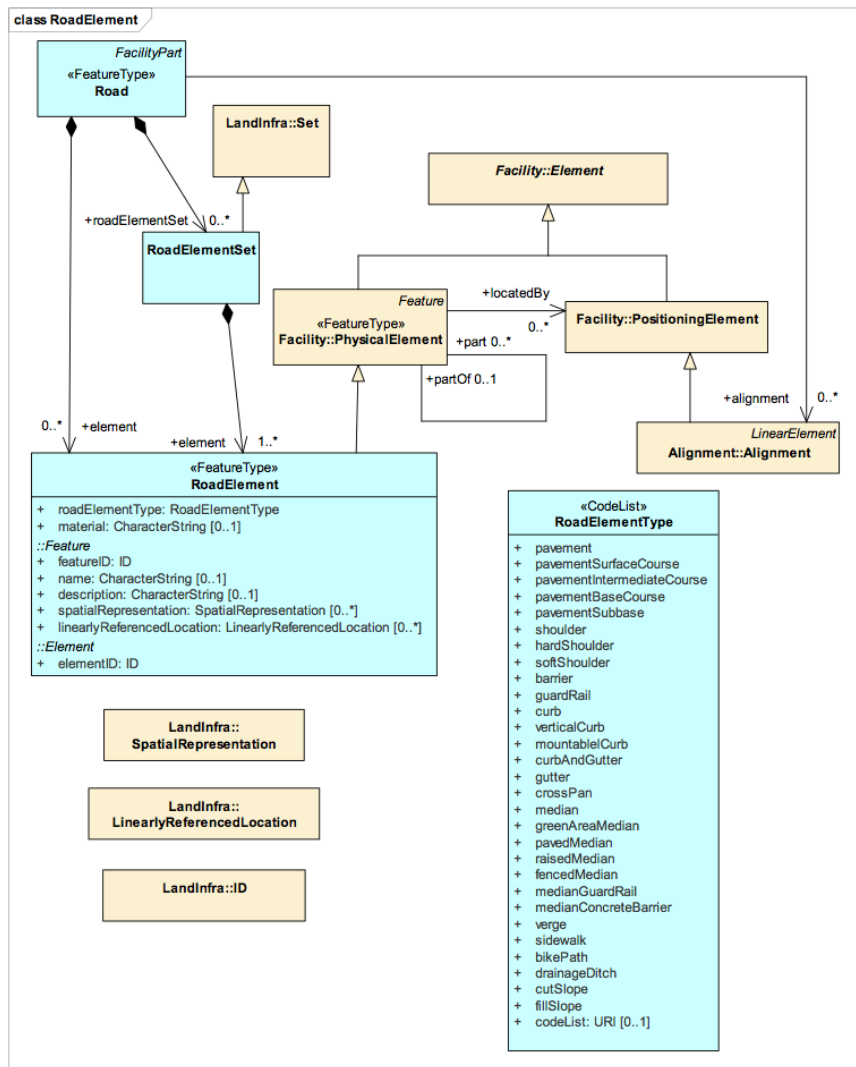 class RoadElement
FacilityPart
«FeatureType»
Road
LandInfra::Set
Facility::Element
+roadElementSet
0..*
RoadElementSet
Feature
«FeatureType»
Facility::PhysicalElement
+locatedBy
0..*
Facility::PositioningElement
+part 0..*
+partOf 0..1
+alignment
0..*
LinearElement
Alignment::Alignment
0..*
+element
+element
1..*
«FeatureType»
RoadElement
+ roadElementType: RoadElementType
+ material: CharacterString [0..1]
::Feature
+ featureID: ID
+ name: CharacterString [0..1]
+ description: CharacterString [0..1]
+ spatialRepresentation: SpatialRepresentation [0..*]
+ linearlyReferencedLocation: LinearlyReferencedLocation [0..*]
::Element
+ elementID: ID
LandInfra::
SpatialRepresentation
LandInfra::
LinearlyReferencedLocation
LandInfra::ID
«CodeList»
RoadElementType
+ pavement
+ pavementSurfaceCourse
+ pavementIntermediateCourse
+ pavementBaseCourse
+ pavementSubbase
+ shoulder
+ hardShoulder
+ softShoulder
+ barrier
+ guardRail
+ curb
+ verticalCurb
+ mountablelCurb
+ curbAndGutter
+ gutter
+ crossPan
+ median
+ greenAreaMedian
+ pavedMedian
+ raisedMedian
+ fencedMedian
+ medianGuardRail
+ medianConcreteBarrier
+ verge
+ sidewalk
+ bikePath
+ drainageDitch
+ cutSlope
+ fillSlope
+ codeList: URI [0..1]